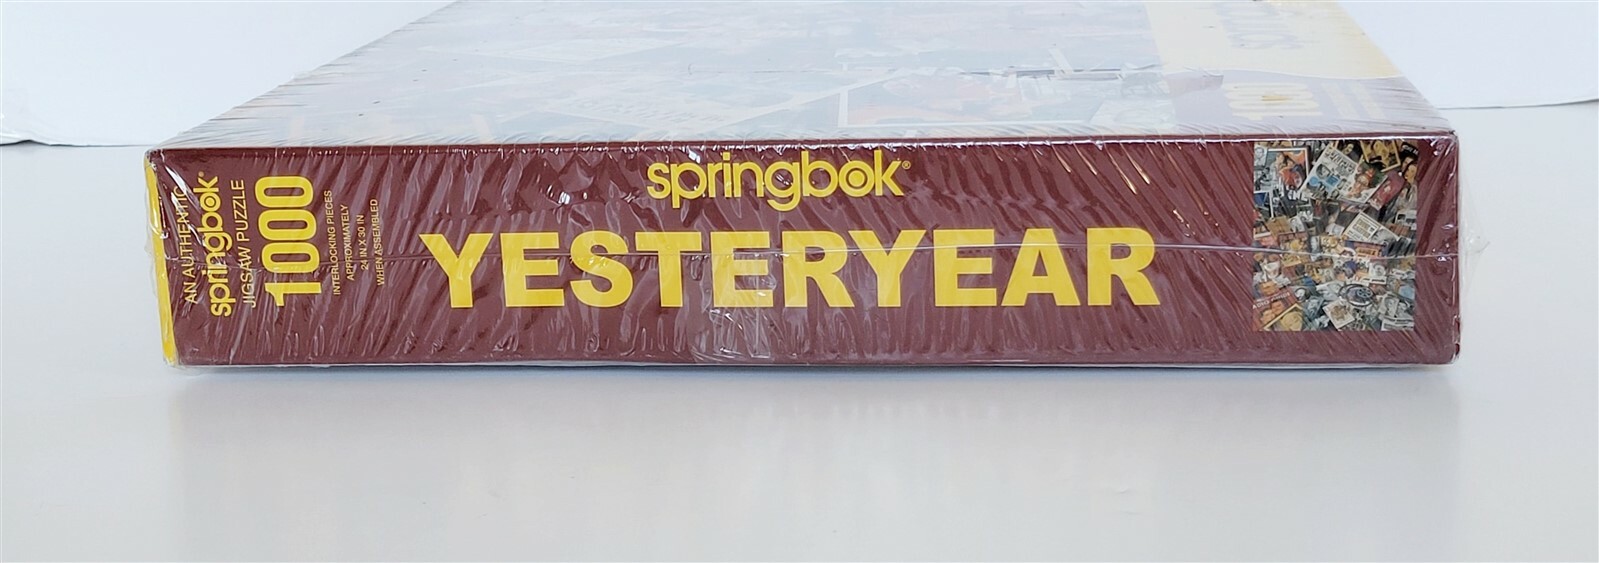 AN AUTHENTIC
springbok®
JIGSAW PUZZLE
1000
INTERLOCKING PIECES
APPROXIMATELY
24 IN X 30 IN
WHEN ASSEMBLED
springbok®
YESTERYEAR